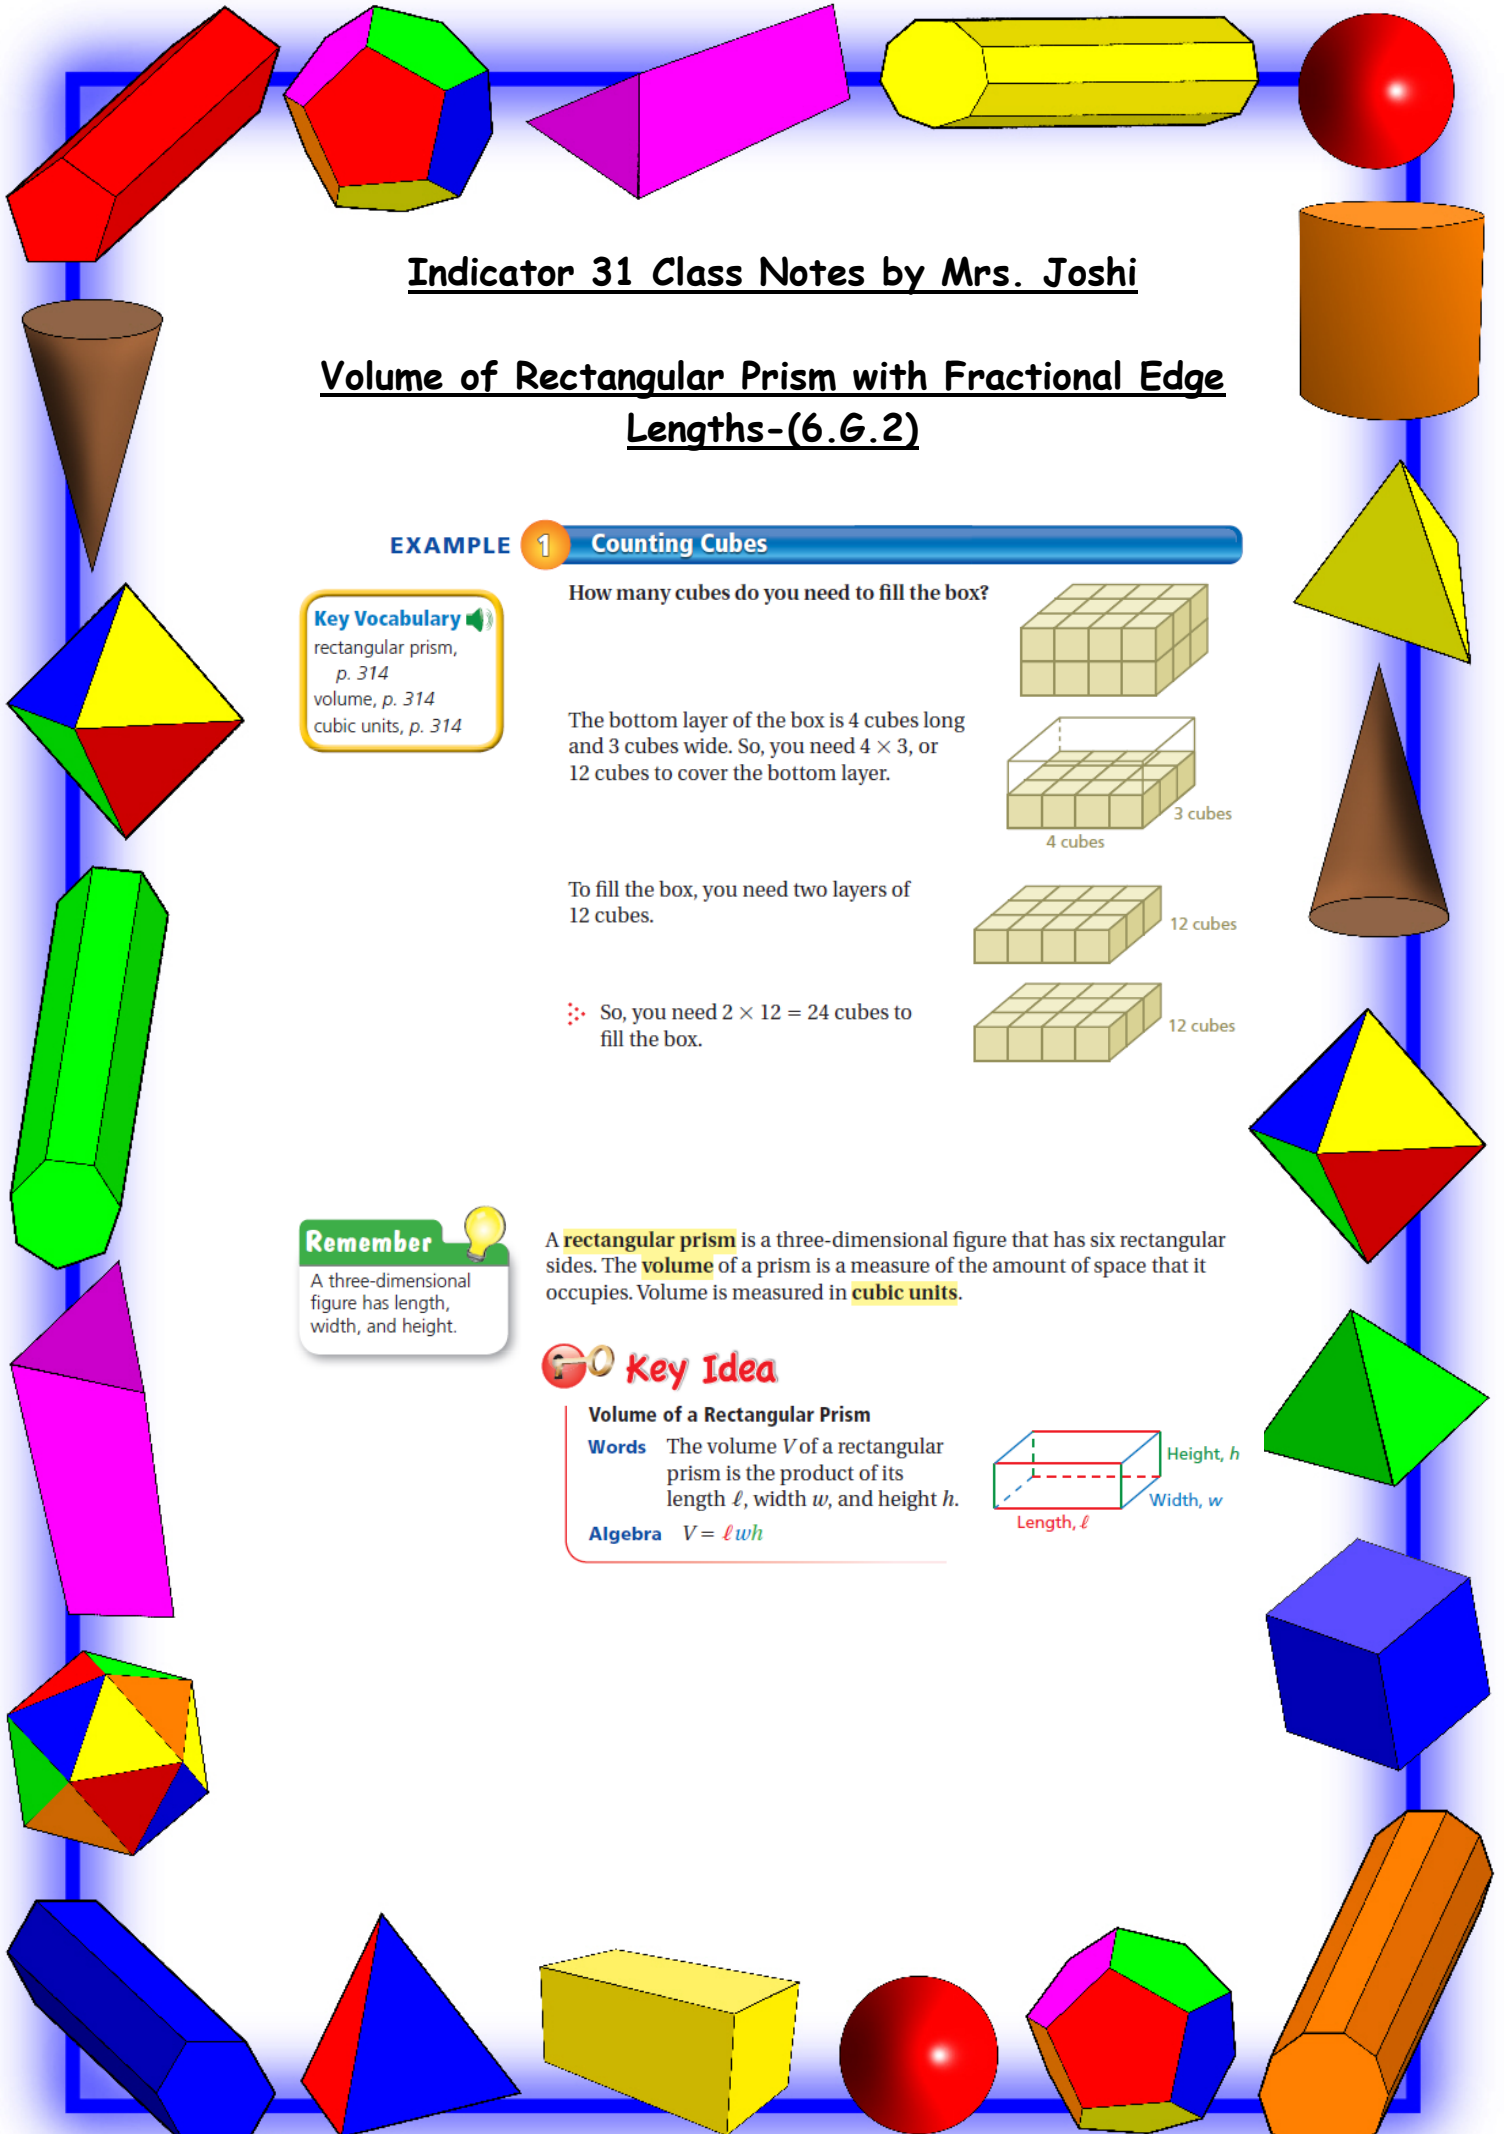 Indicator 31 Class Notes by Mrs. Joshi
Volume of Rectangular Prism with Fractional Edge
Lengths-(6.G.2)
EXAMPLE 1 Counting Cubes
Key Vocabulary
rectangular prism,
p. 314
volume, p. 314
cubic units, p. 314
How many cubes do you need to fill the box?
The bottom layer of the box is 4 cubes long
and 3 cubes wide. So, you need 4 × 3, or
12 cubes to cover the bottom layer.
3 cubes
4 cubes
To fill the box, you need two layers of
12 cubes.
12 cubes
So, you need 2 × 12 = 24 cubes to
fill the box.
12 cubes
Remember
A three-dimensional
figure has length,
width, and height.
A rectangular prism is a three-dimensional figure that has six rectangular
sides. The volume of a prism is a measure of the amount of space that it
occupies. Volume is measured in cubic units.
Key Idea
Volume of a Rectangular Prism
Words The volume V of a rectangular
prism is the product of its
length ℓ, width w, and height h.
Algebra V = ℓwh
Height, h
Width, w
Length, ℓ